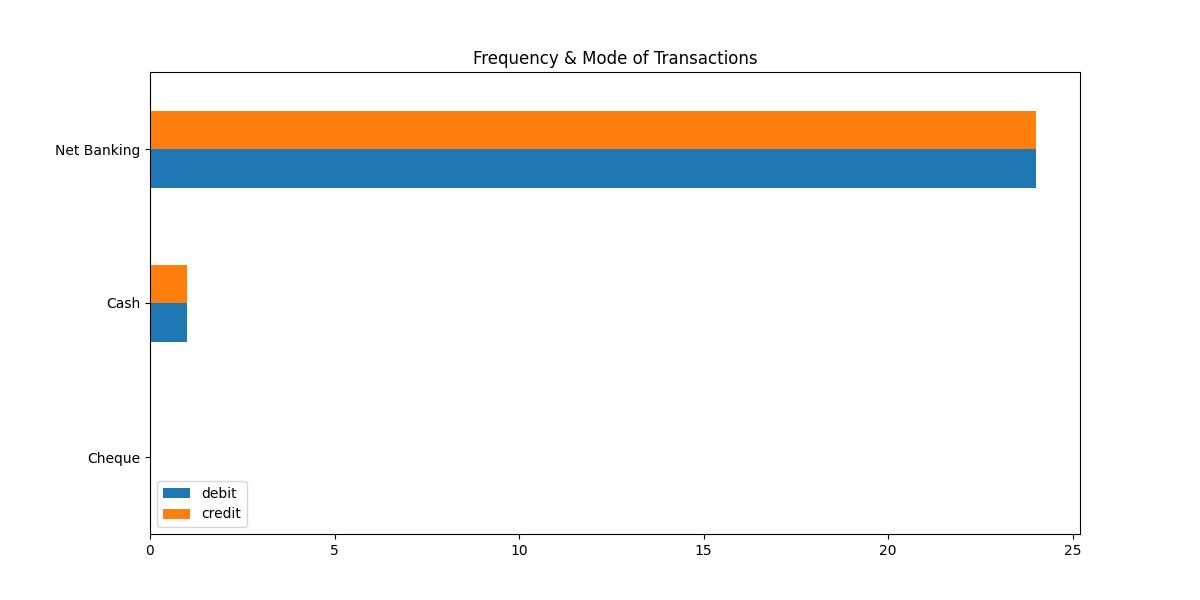 Frequency & Mode of Transactions
Net Banking
Cash
Cheque
debit
credit
0 5 10 15 20 25